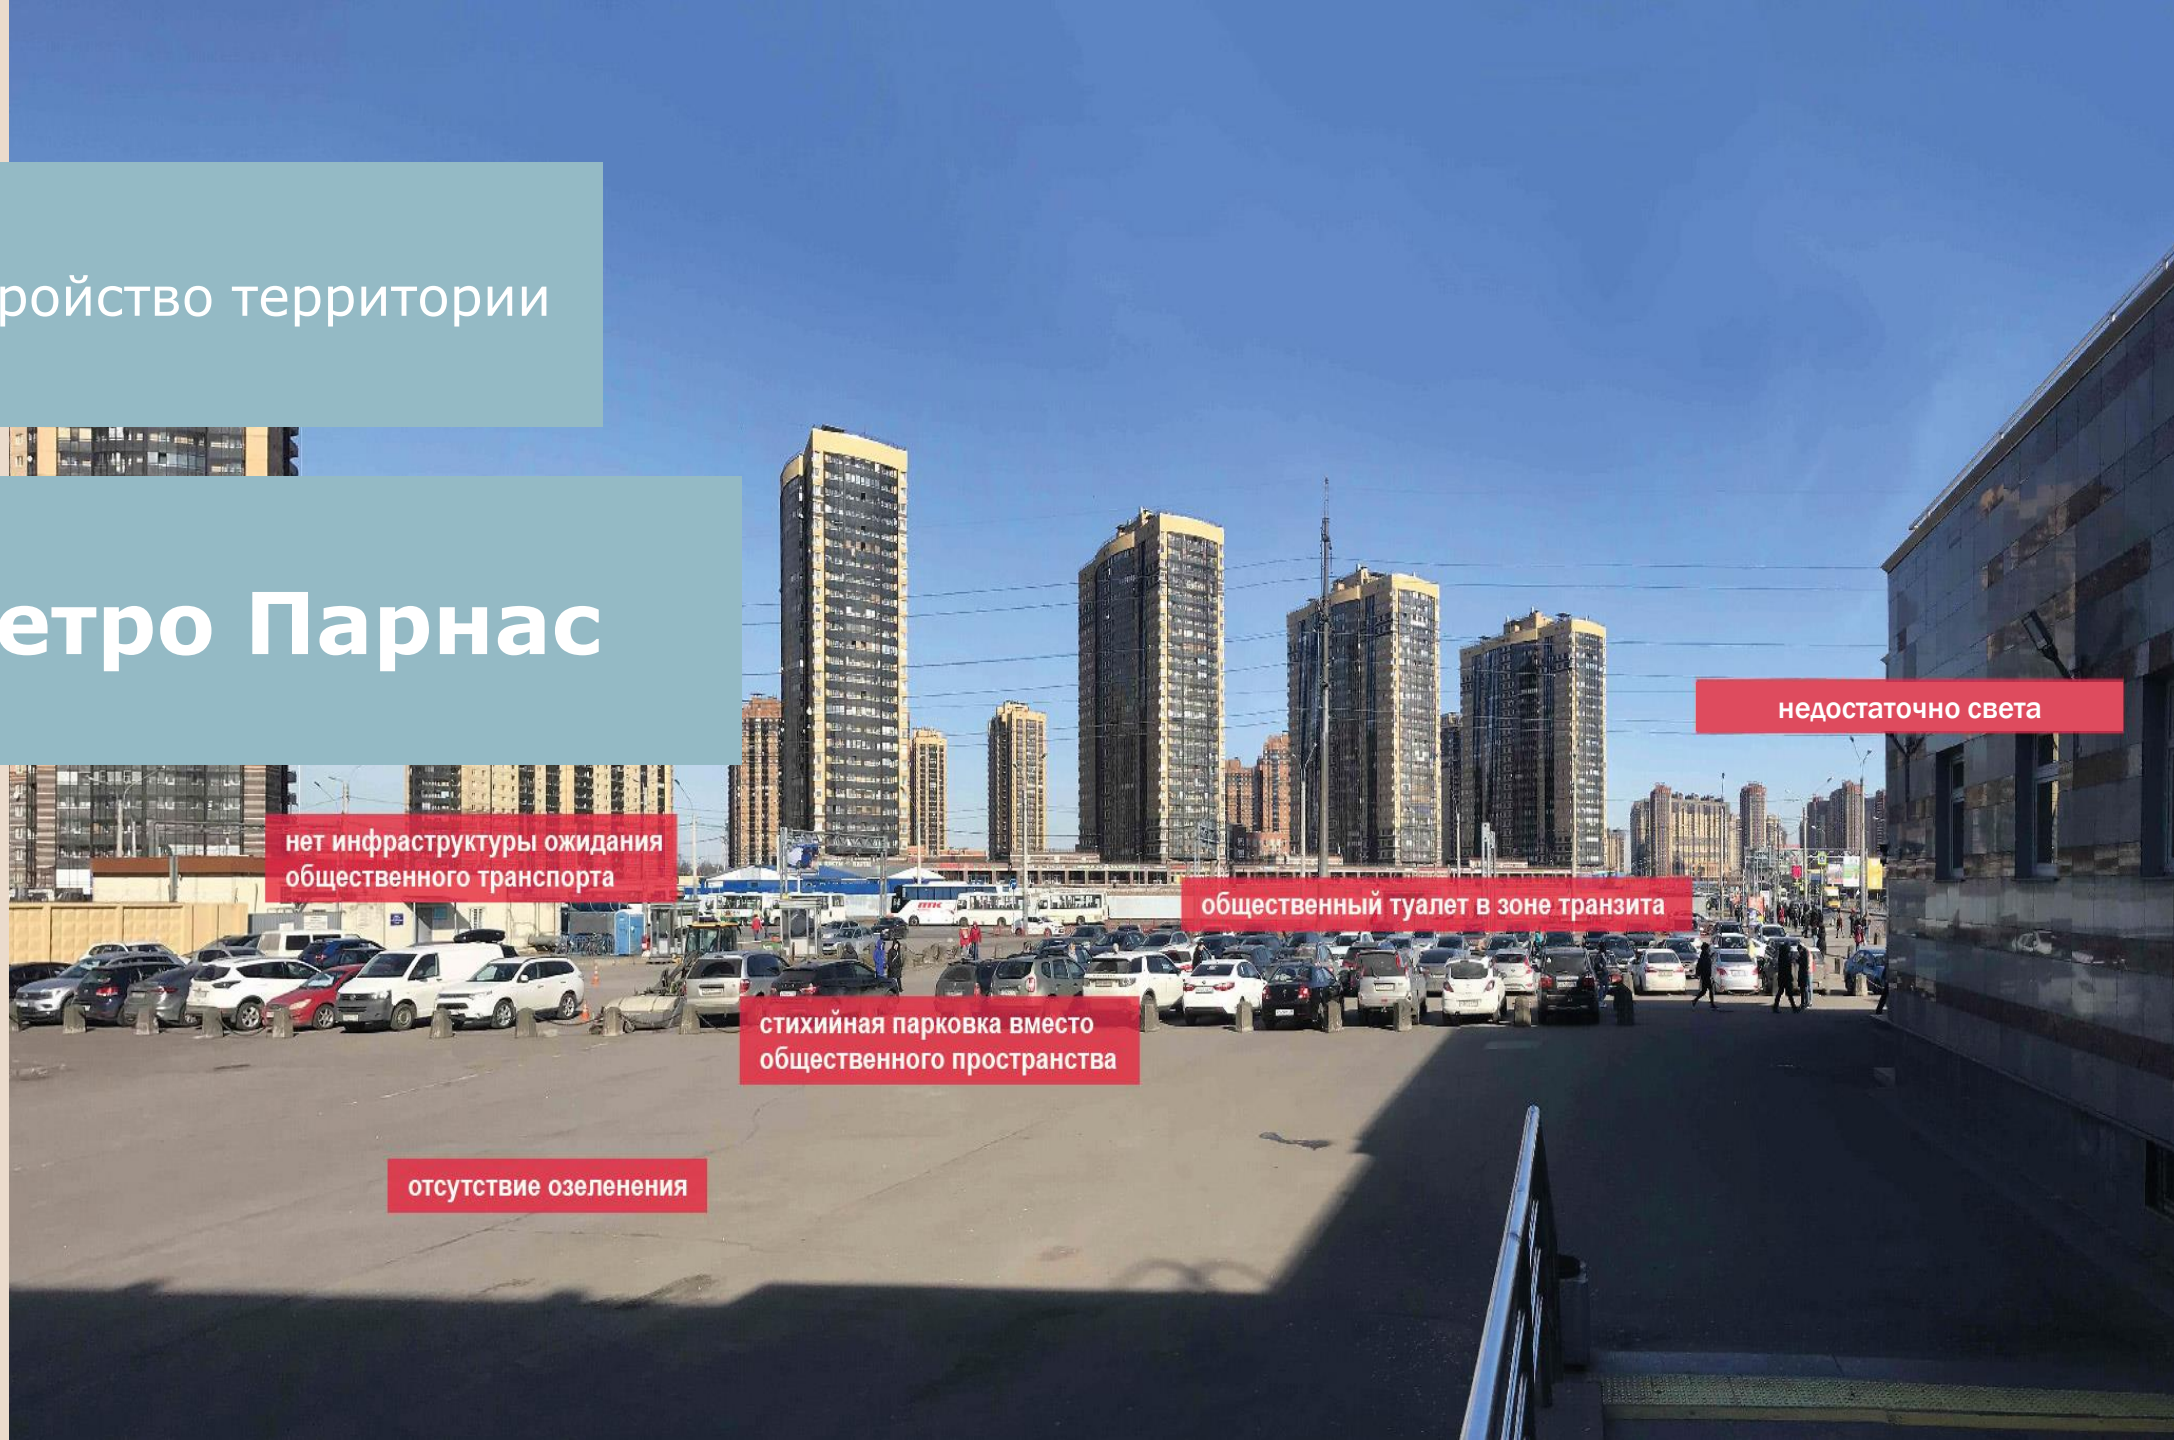 ройство территории
етро Парнас
недостаточно света
нет инфраструктуры ожидания
общественного транспорта
общественный туалет в зоне транзита
ПТК
стихийная парковка вместо
общественного пространства
отсутствие озеленения